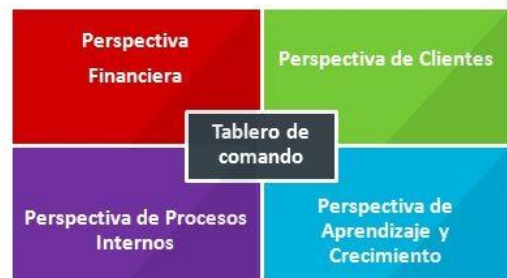 Perspectiva
Financiera
Perspectiva de Clientes
Tablero de
comando
Perspectiva de Procesos
Internos
Perspectiva de
Aprendizaje y
Crecimiento